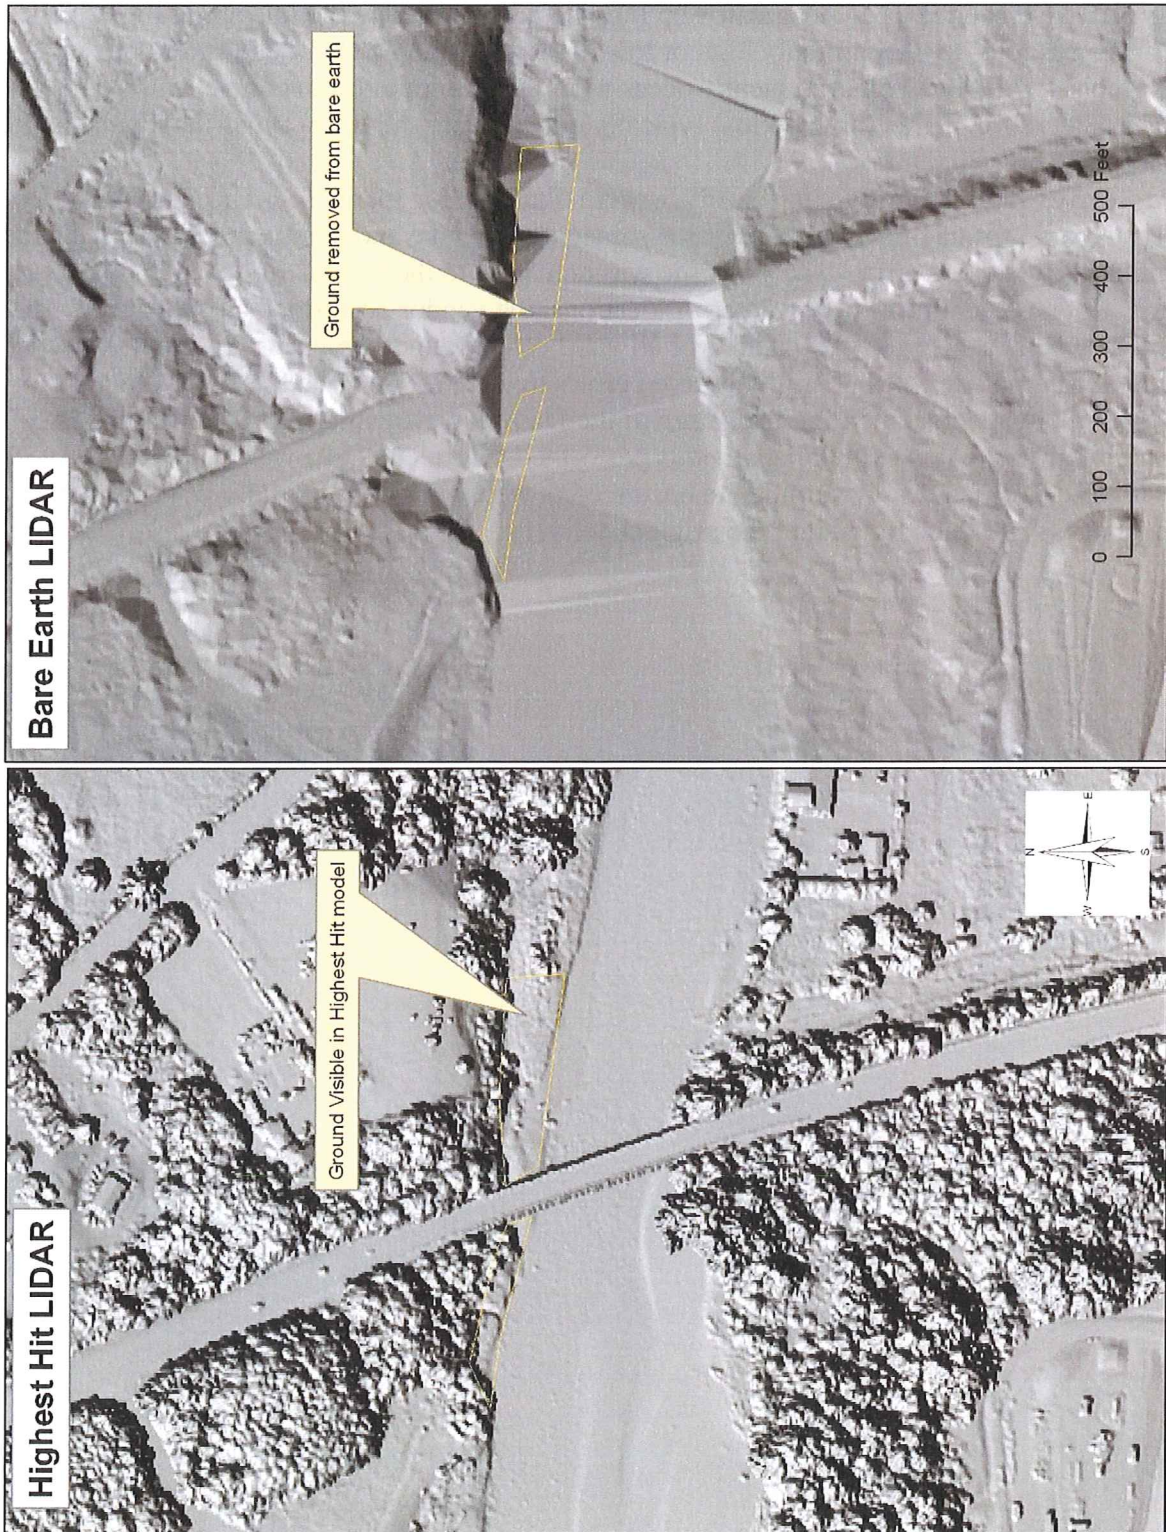 Highest Hit LIDAR
Ground Visible in Highest Hit model
N
W
E
S
Bare Earth LIDAR
Ground removed from bare earth
0 100 200 300 400 500 Feet